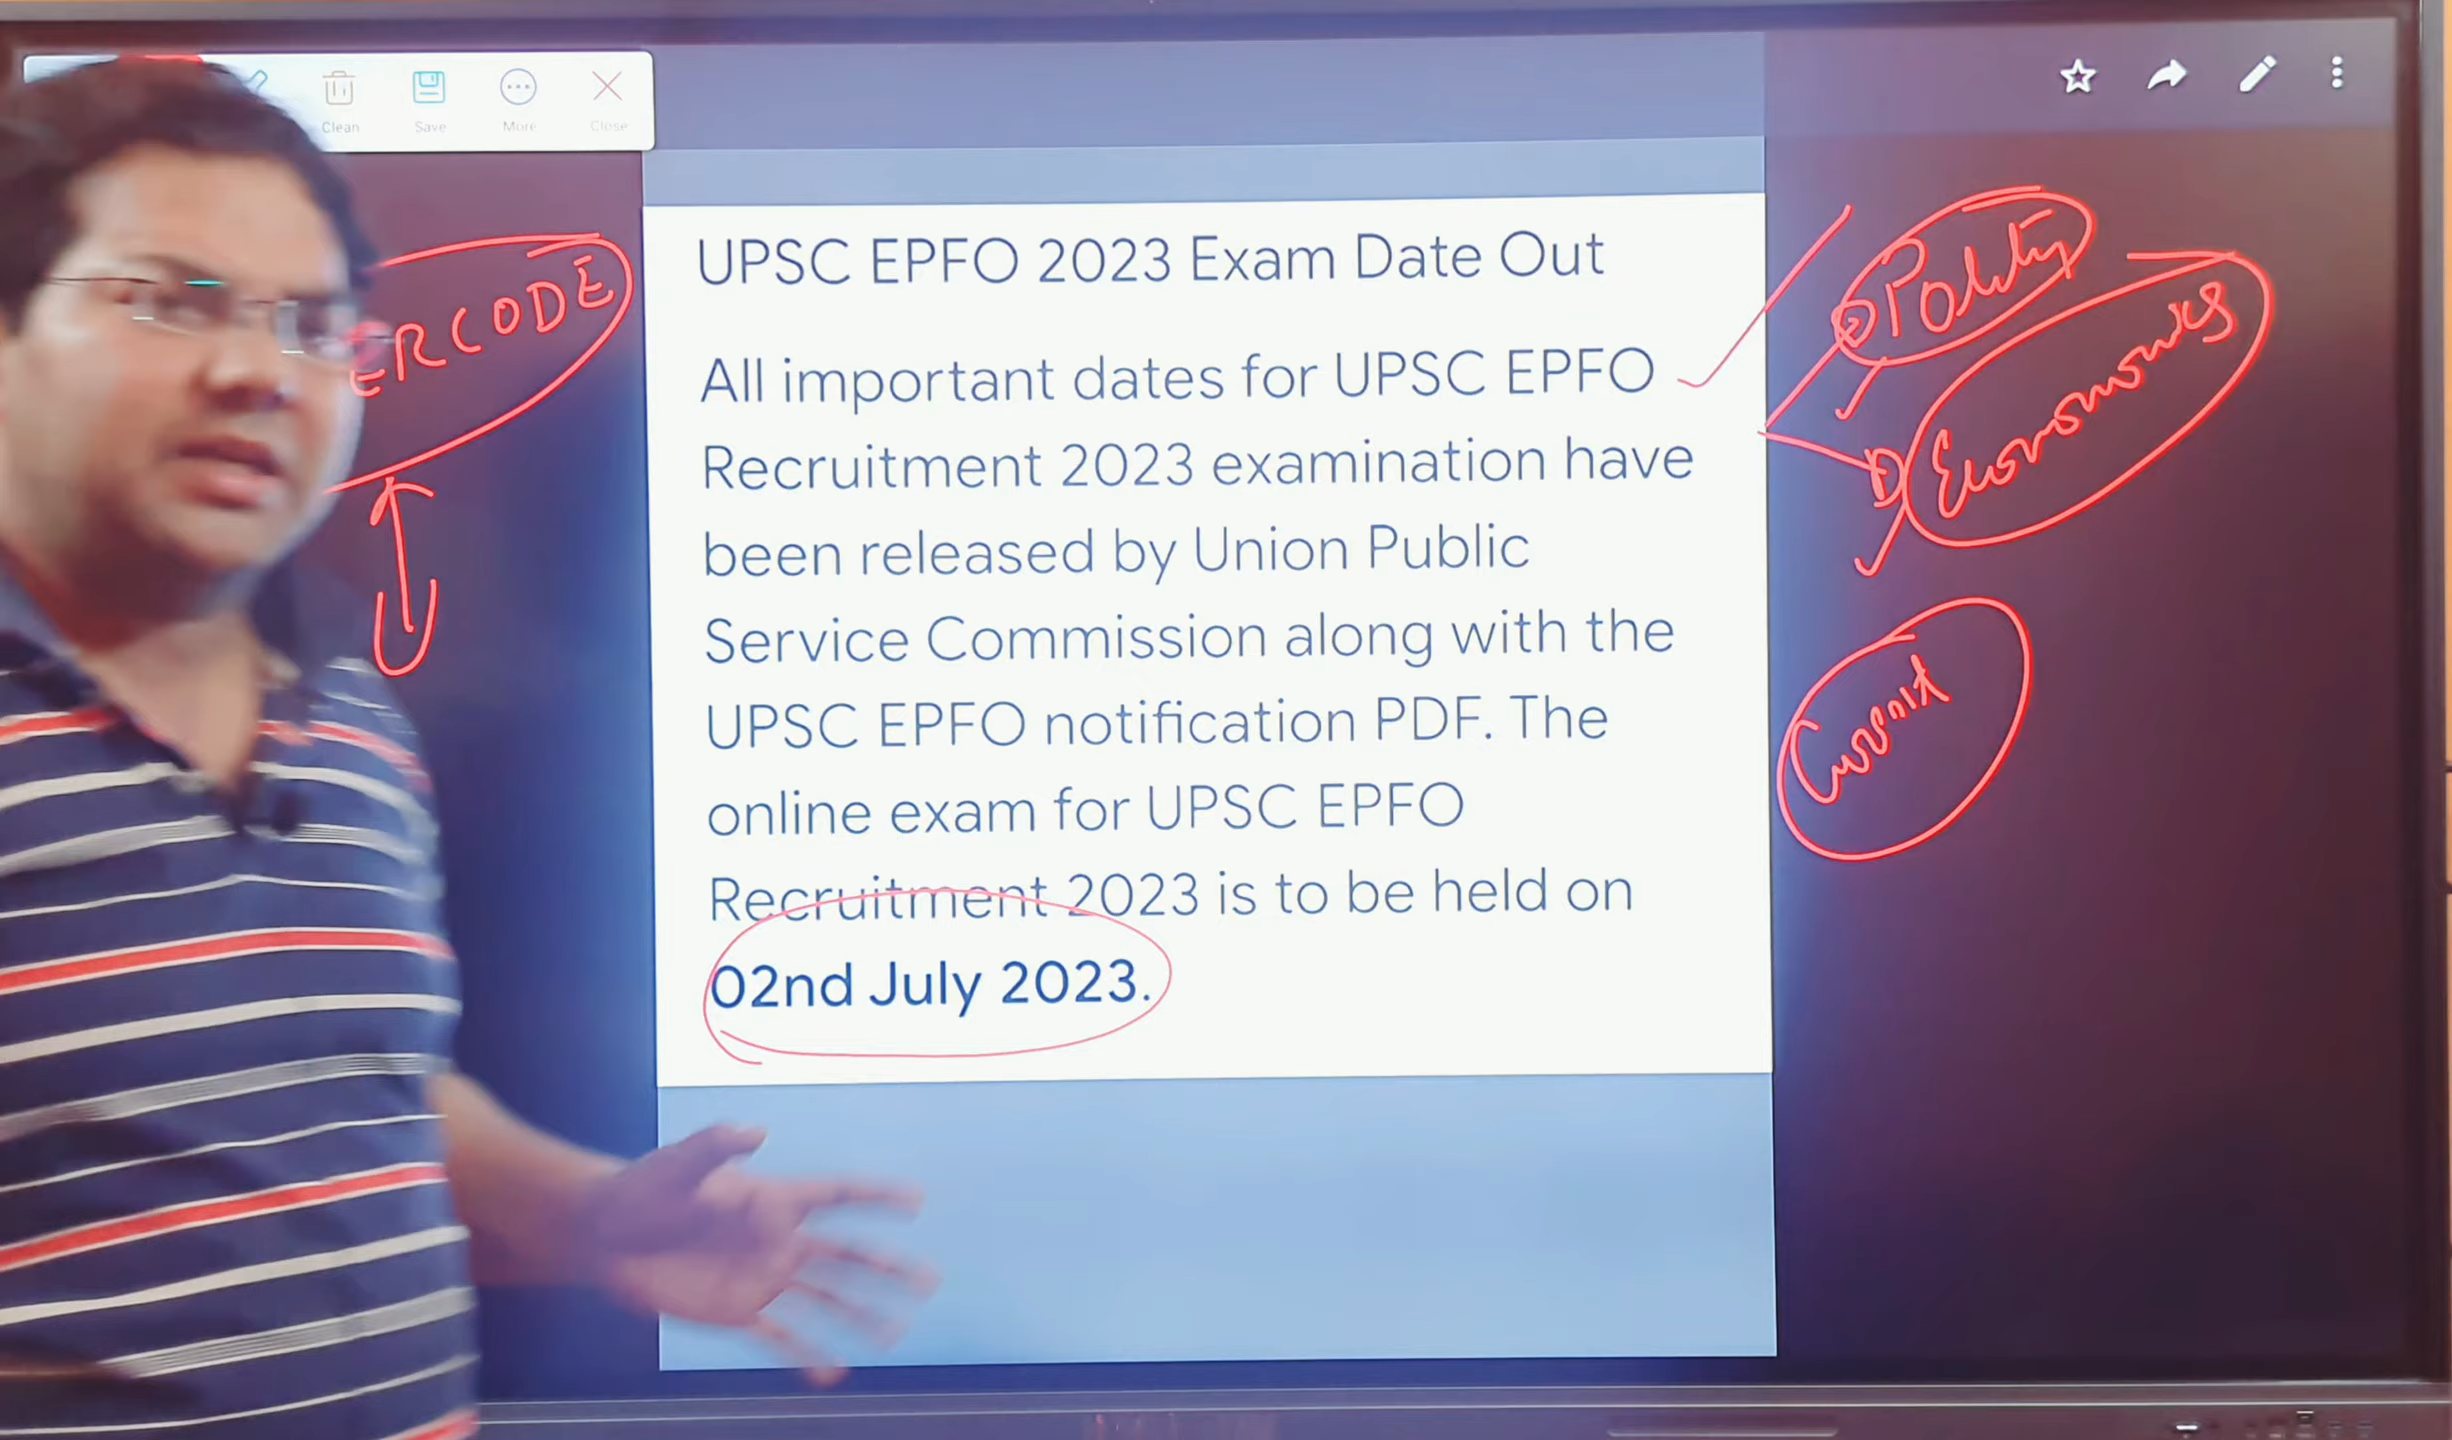 Clean
Save
More
Close
ERCODE
UPSC EPFO 2023 Exam Date Out
All important dates for UPSC EPFO
Recruitment 2023 examination have
been released by Union Public
Service Commission along with the
UPSC EPFO notification PDF. The
online exam for UPSC EPFO
Recruitment 2023 is to be held on
02nd July 2023.
Polity
Economics
Current